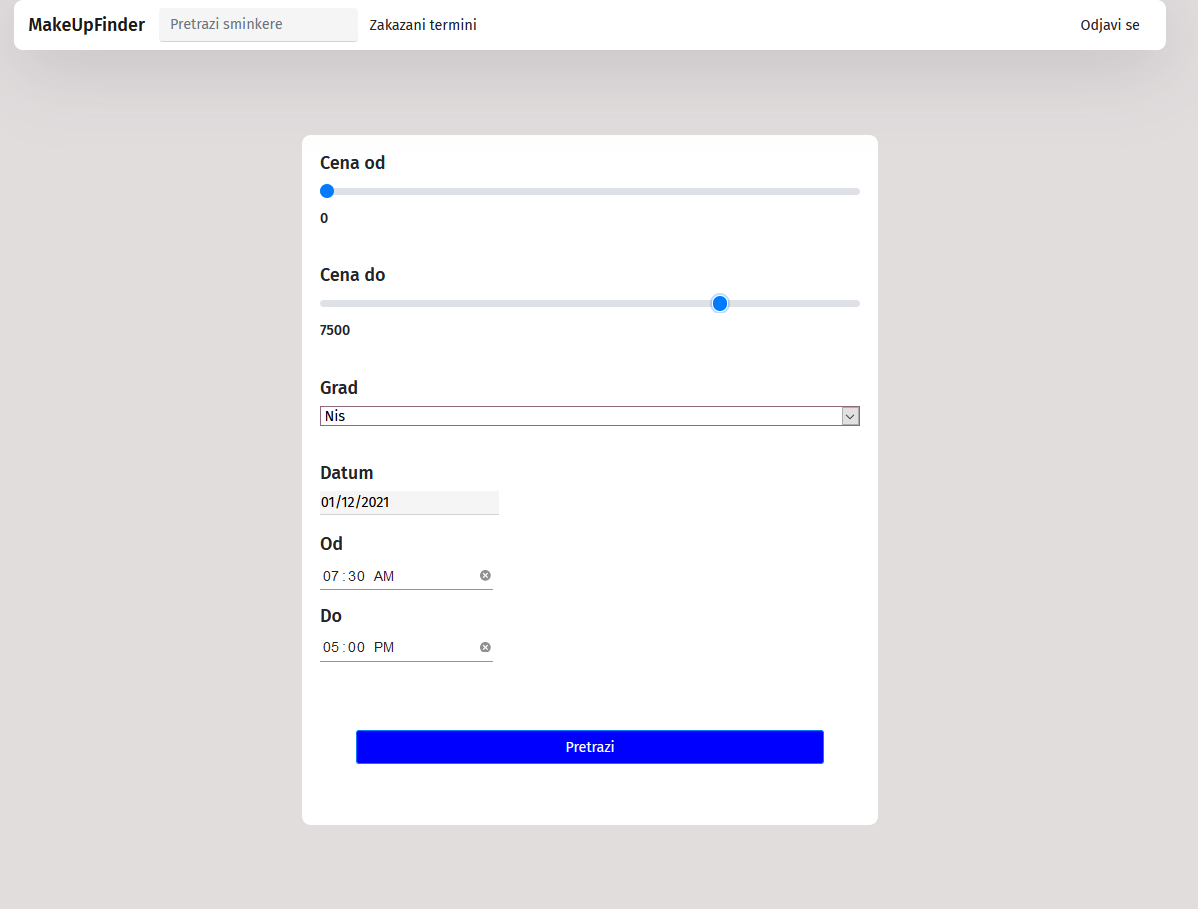 MakeUpFinder Pretrazi sminkere Zakazani termini Odjavi se
Cena od
0
Cena do
7500
Grad
Nis
Datum
01/12/2021
Od
07:30 AM
Do
05:00 PM
Pretrazi